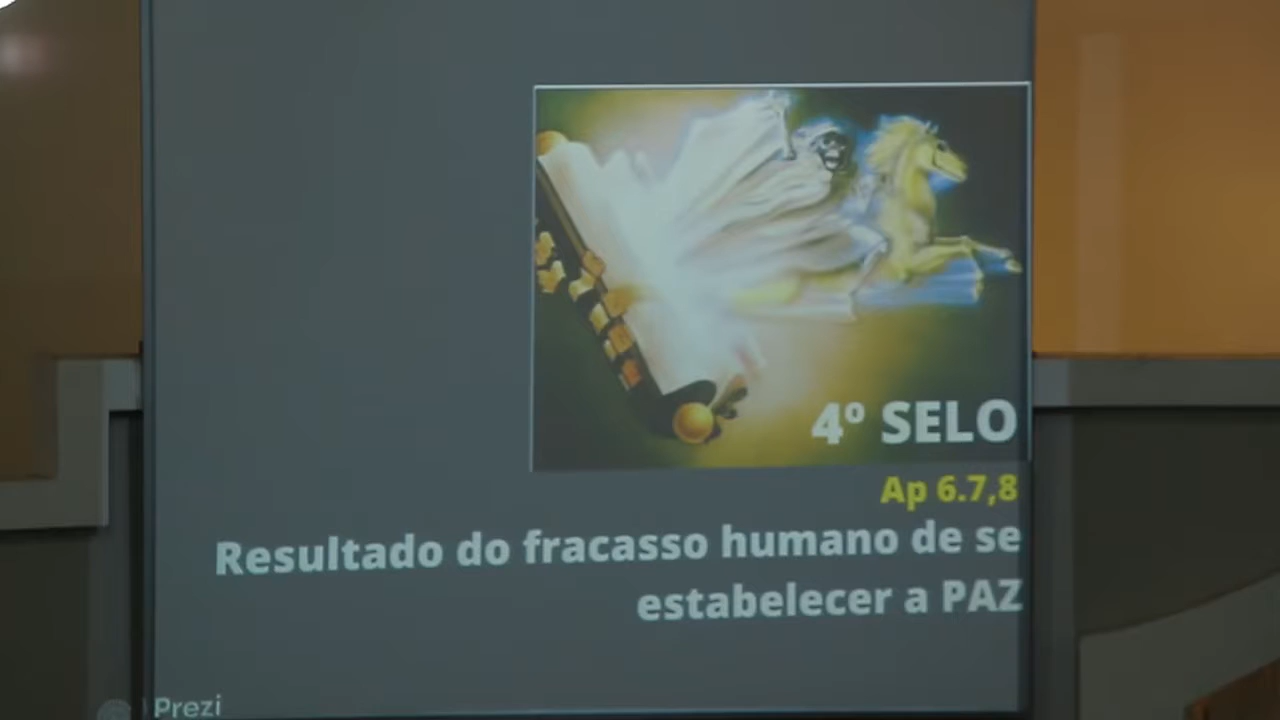 4º SELO
Ap 6.7,8
Resultado do fracasso humano de se
estabelecer a PAZ
Prezi